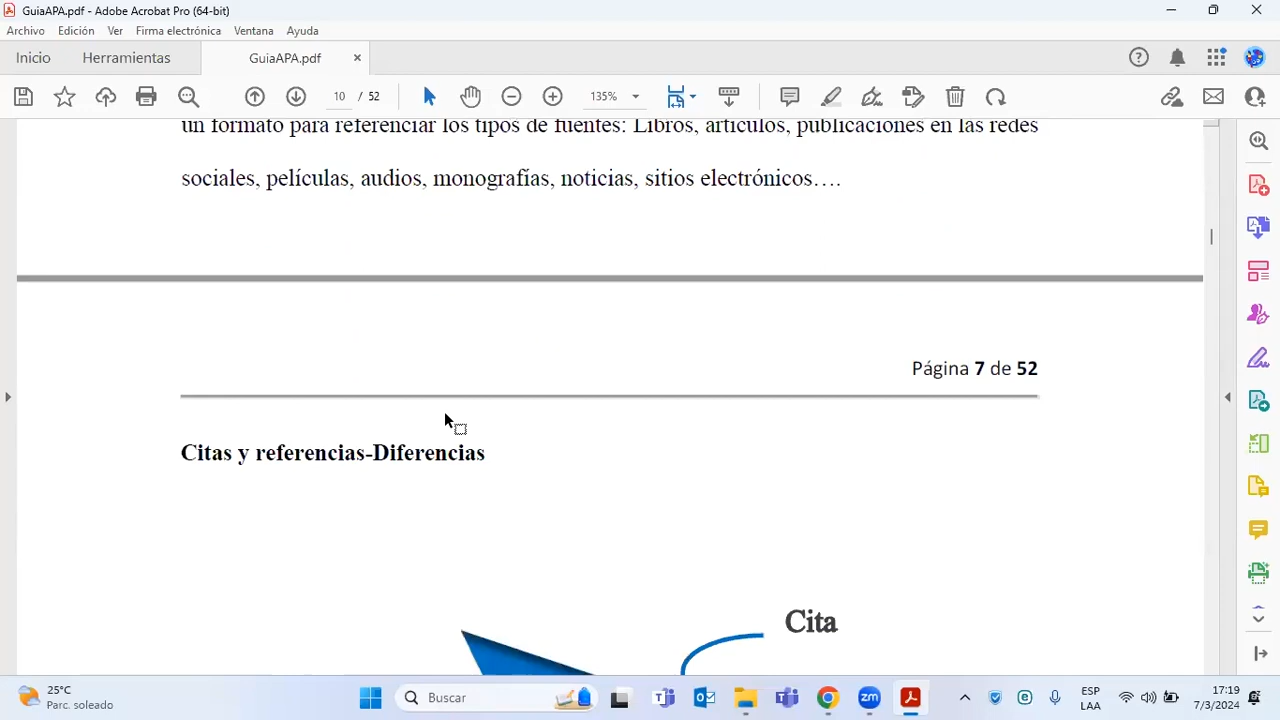 GuiaAPA.pdf - Adobe Acrobat Pro (64-bit)
Archivo Edición Ver Firma electrónica Ventana Ayuda
Inicio Herramientas GuiaAPA.pdf
10 / 52 135%
un formato para referenciar los tipos de fuentes: Libros, artículos, publicaciones en las redes
sociales, películas, audios, monografías, noticias, sitios electrónicos….
Página 7 de 52
Citas y referencias-Diferencias
Cita
25°C
Parc. soleado
Buscar
zm
ESP
LAA
17:19
7/3/2024